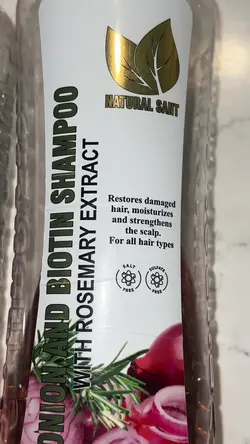 NATURAL SANT
ONION AND BIOTIN SHAMPOO
WITH ROSEMARY EXTRACT
Restores damaged
hair, moisturizes
and strengthens
the scalp.
For all hair types
SALT
FREE
SULPHER
FREE